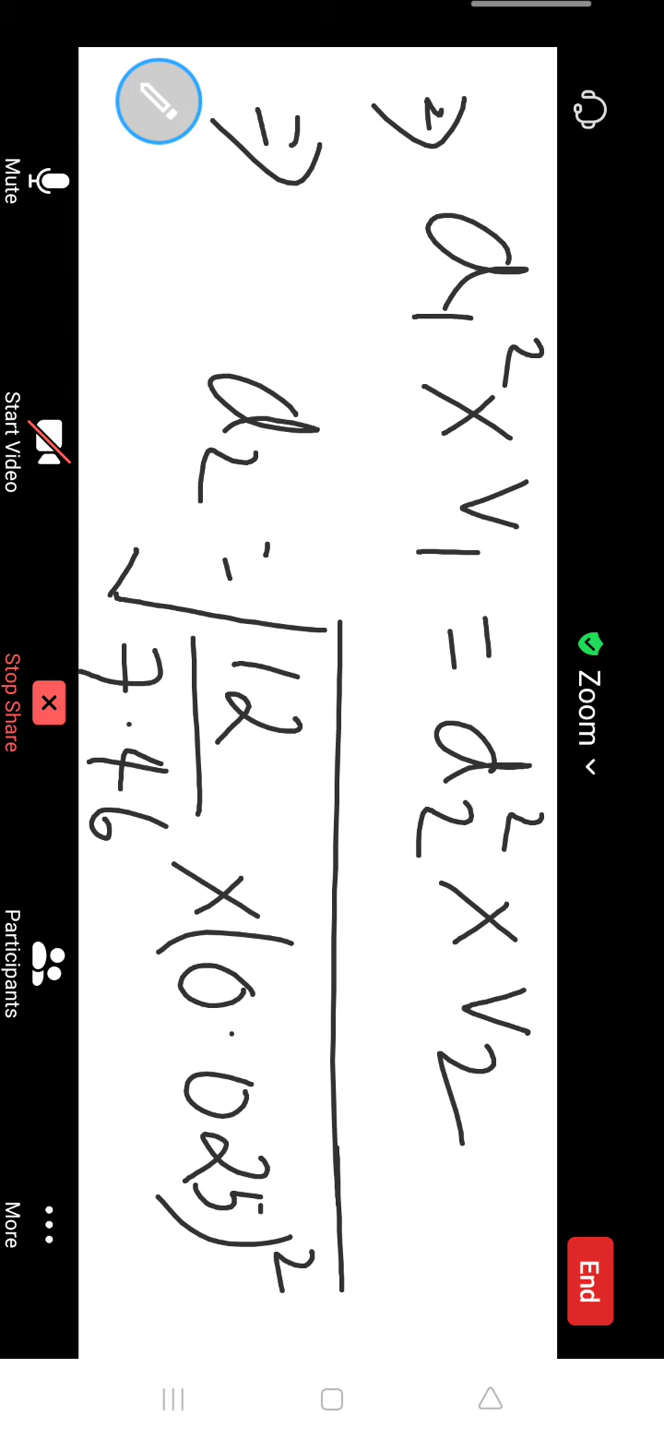 Zoom
End
⇒ d₁² × V₁ = d₂² × V₂
⇒ d₂ = √(12/7.46 × (0.025)²)
Mute
Start Video
Stop Share
Participants
More